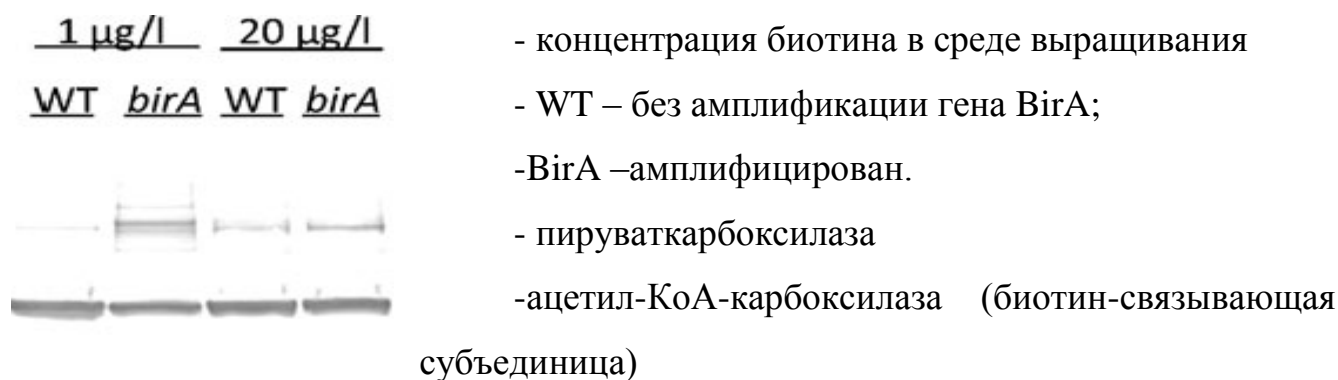 1 µg/l 20 µg/l - концентрация биотина в среде выращивания
WT birA WT birA - WT – без амплификации гена BirA;
-BirA –амплифицирован.
- пируваткарбоксилаза
-ацетил-КоА-карбоксилаза (биотин-связывающая
субъединица)